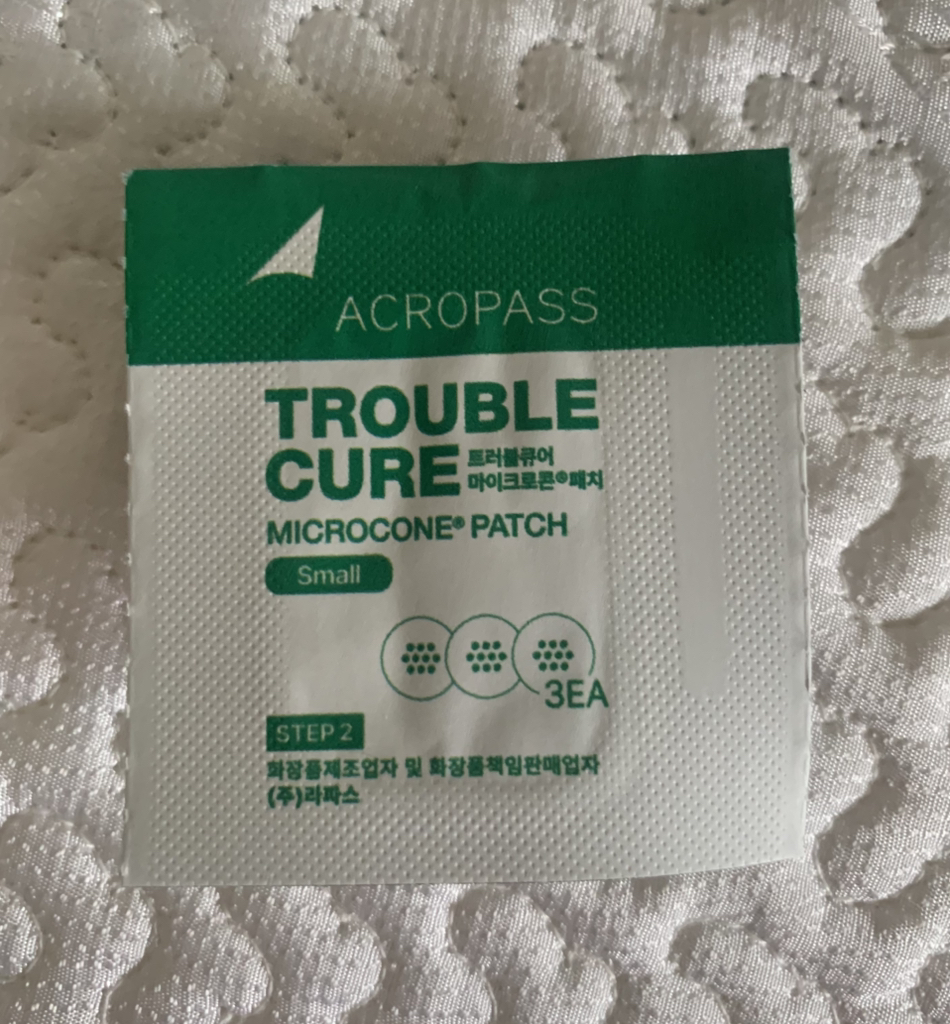 ACROPASS
TROUBLE
CURE 트러블큐어
마이크로콘®패치
MICROCONE® PATCH
Small
3EA
STEP 2
화장품제조업자 및 화장품책임판매업자
(주)라파스